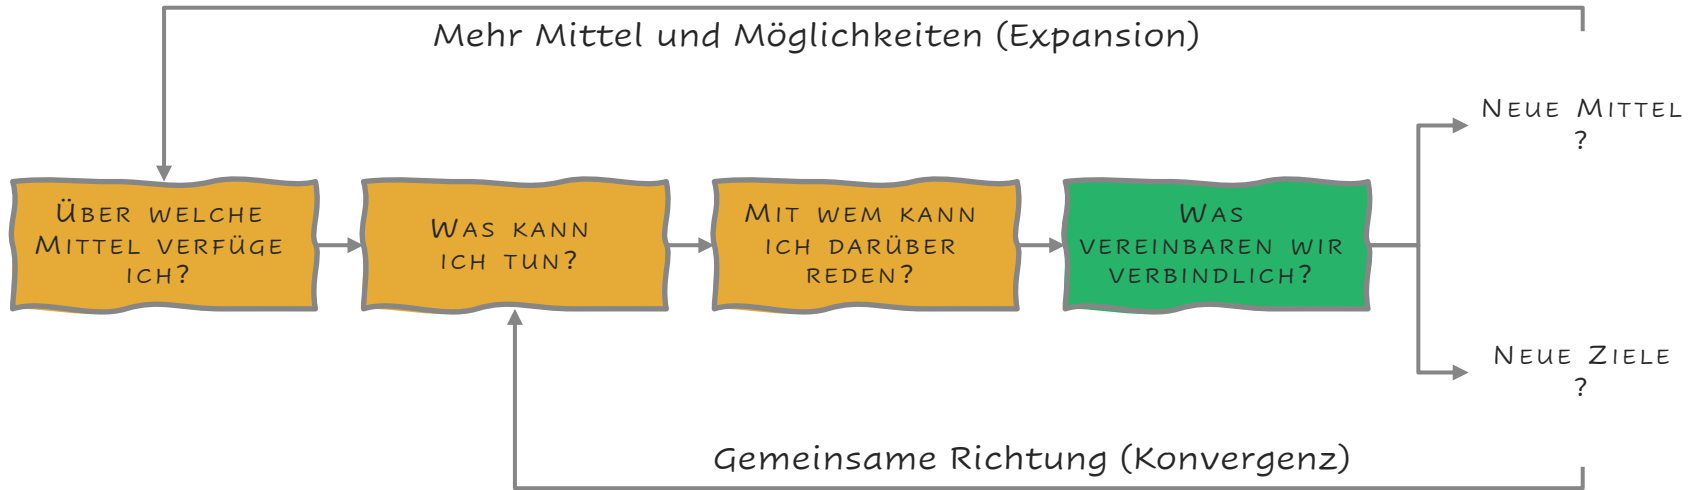 Mehr Mittel und Möglichkeiten (Expansion)
Neue Mittel
?
Über welche
Mittel verfüge
ich?
Was kann
ich tun?
Mit wem kann
ich darüber
reden?
Was
vereinbaren wir
verbindlich?
Neue Ziele
?
Gemeinsame Richtung (Konvergenz)